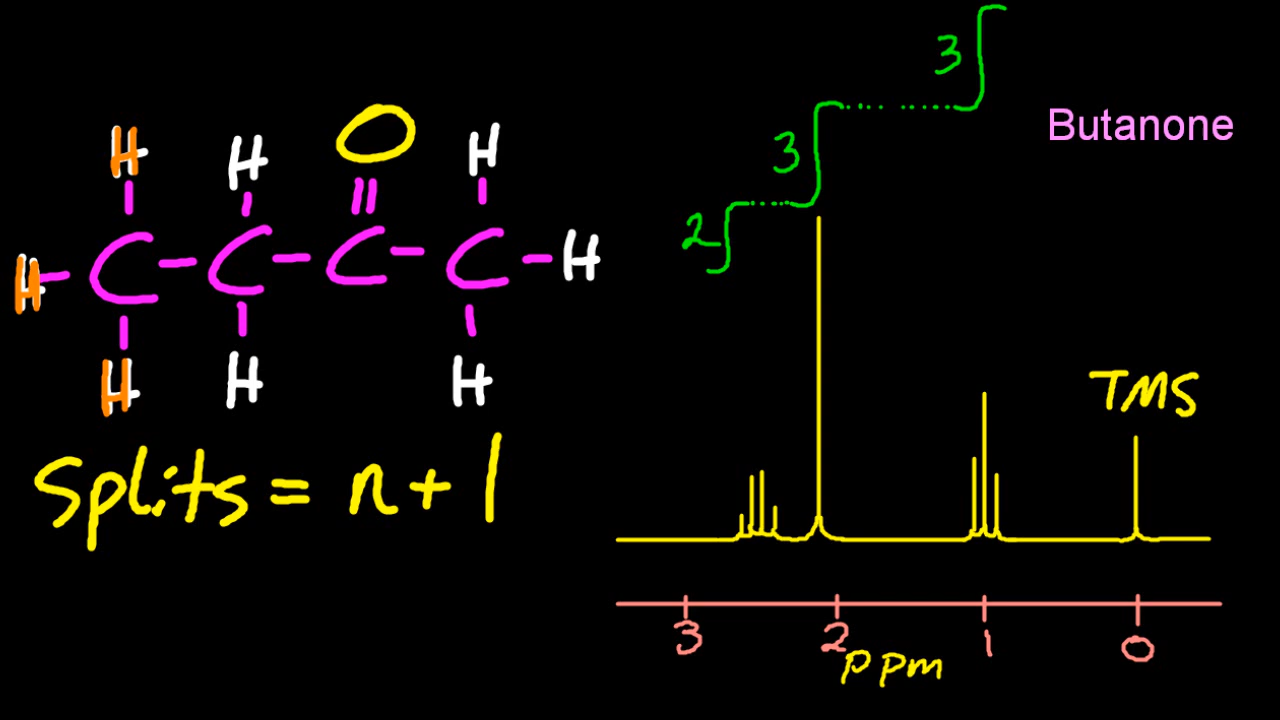 Butanone
H H O H
H - C - C - C - C - H
H H H
Splits = n + 1
3
3
2
TMS
3 2 1 0
ppm